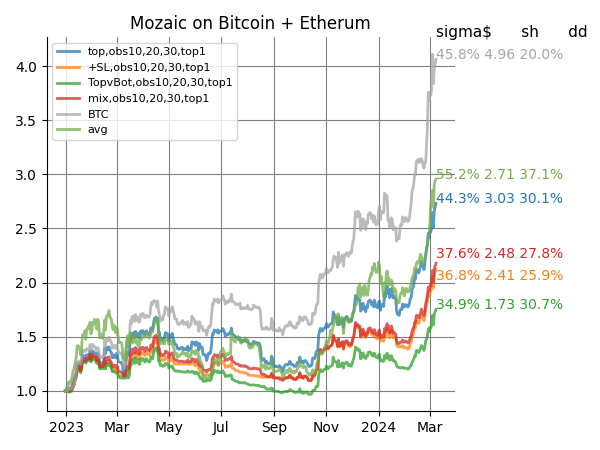 Mozaic on Bitcoin + Etherum
sigma$ sh dd
top,obs10,20,30,top1
+SL,obs10,20,30,top1
TopvBot,obs10,20,30,top1
mix,obs10,20,30,top1
BTC
avg
45.8% 4.96 20.0%
55.2% 2.71 37.1%
44.3% 3.03 30.1%
37.6% 2.48 27.8%
36.8% 2.41 25.9%
34.9% 1.73 30.7%
4.0
3.5
3.0
2.5
2.0
1.5
1.0
2023 Mar May Jul Sep Nov 2024 Mar